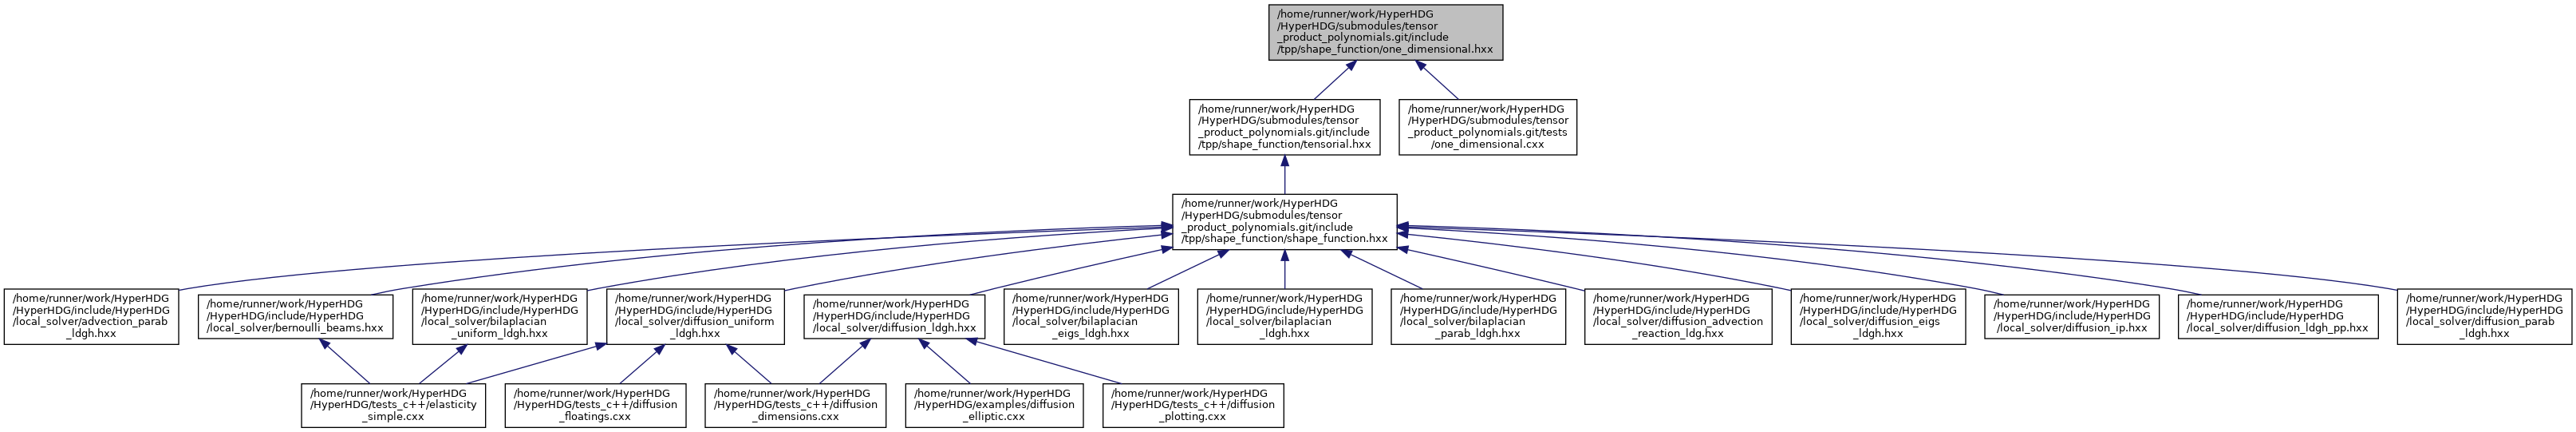 /home/runner/work/HyperHDG
/HyperHDG/submodules/tensor
_product_polynomials.git/include
/tpp/shape_function/one_dimensional.hxx
/home/runner/work/HyperHDG
/HyperHDG/submodules/tensor
_product_polynomials.git/include
/tpp/shape_function/tensorial.hxx
/home/runner/work/HyperHDG
/HyperHDG/submodules/tensor
_product_polynomials.git/tests
/one_dimensional.cxx
/home/runner/work/HyperHDG
/HyperHDG/submodules/tensor
_product_polynomials.git/include
/tpp/shape_function/shape_function.hxx
/home/runner/work/HyperHDG
/HyperHDG/include/HyperHDG
/local_solver/advection_parab
_ldgh.hxx
/home/runner/work/HyperHDG
/HyperHDG/include/HyperHDG
/local_solver/bernoulli_beams.hxx
/home/runner/work/HyperHDG
/HyperHDG/include/HyperHDG
/local_solver/bilaplacian
_uniform_ldgh.hxx
/home/runner/work/HyperHDG
/HyperHDG/include/HyperHDG
/local_solver/diffusion_uniform
_ldgh.hxx
/home/runner/work/HyperHDG
/HyperHDG/include/HyperHDG
/local_solver/diffusion_ldgh.hxx
/home/runner/work/HyperHDG
/HyperHDG/include/HyperHDG
/local_solver/bilaplacian
_eigs_ldgh.hxx
/home/runner/work/HyperHDG
/HyperHDG/include/HyperHDG
/local_solver/bilaplacian
_ldgh.hxx
/home/runner/work/HyperHDG
/HyperHDG/include/HyperHDG
/local_solver/bilaplacian
_parab_ldgh.hxx
/home/runner/work/HyperHDG
/HyperHDG/include/HyperHDG
/local_solver/diffusion_advection
_reaction_ldg.hxx
/home/runner/work/HyperHDG
/HyperHDG/include/HyperHDG
/local_solver/diffusion_eigs
_ldgh.hxx
/home/runner/work/HyperHDG
/HyperHDG/include/HyperHDG
/local_solver/diffusion_ip.hxx
/home/runner/work/HyperHDG
/HyperHDG/include/HyperHDG
/local_solver/diffusion_ldgh_pp.hxx
/home/runner/work/HyperHDG
/HyperHDG/include/HyperHDG
/local_solver/diffusion_parab
_ldgh.hxx
/home/runner/work/HyperHDG
/HyperHDG/tests_c++/elasticity
_simple.cxx
/home/runner/work/HyperHDG
/HyperHDG/tests_c++/diffusion
_floatings.cxx
/home/runner/work/HyperHDG
/HyperHDG/tests_c++/diffusion
_dimensions.cxx
/home/runner/work/HyperHDG
/HyperHDG/examples/diffusion
_elliptic.cxx
/home/runner/work/HyperHDG
/HyperHDG/tests_c++/diffusion
_plotting.cxx